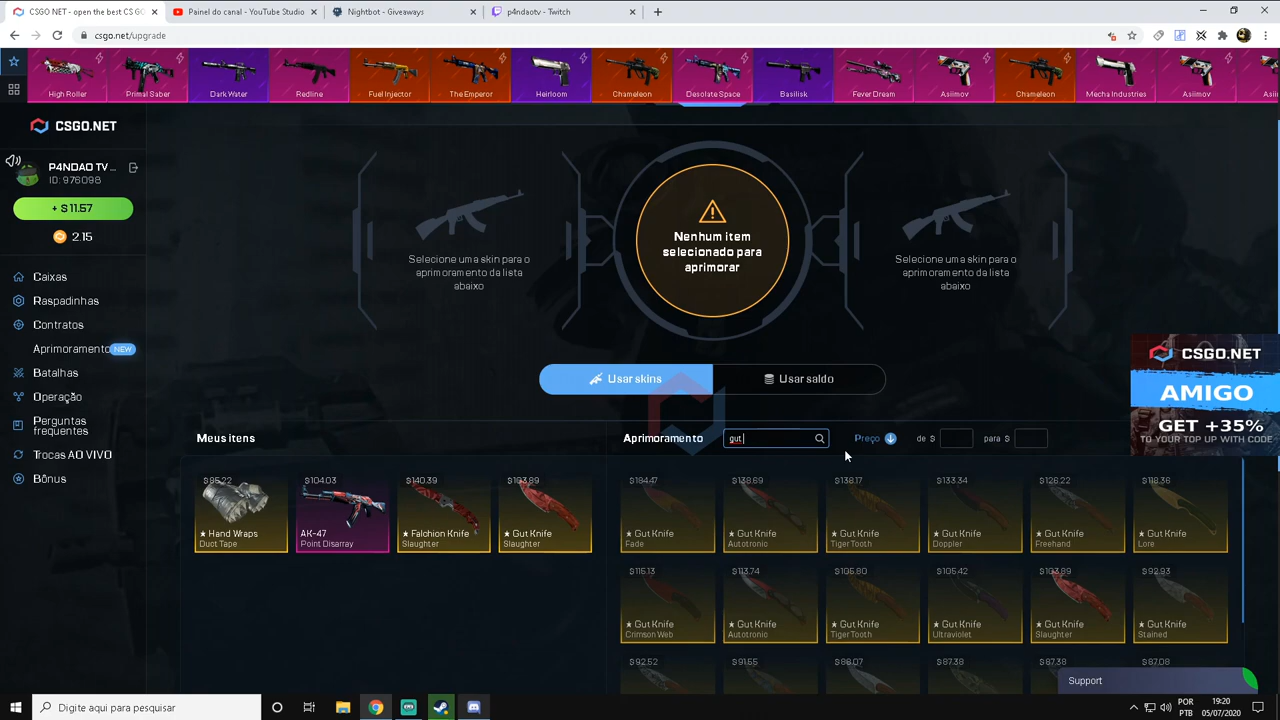 CSGO.NET - open the best CS GO
Painel do canal - YouTube Studio
Nightbot - Giveaways
p4ndaotv - Twitch
csgo.net/upgrade
High Roller
Primal Saber
Dark Water
Redline
Fuel Injector
The Emperor
Heirloom
Chameleon
Desolate Space
Basilisk
Fever Dream
Asiimov
Chameleon
Mecha Industries
Asiimov
Asii
CSGO.NET
P4NDAO TV ...
ID: 976098
+ $ 11.57
2.15
Caixas
Raspadinhas
Contratos
Aprimoramento NEW
Batalhas
Operação
Perguntas
frequentes
Trocas AO VIVO
Bônus
Selecione uma skin para o
aprimoramento da lista
abaixo
Nenhum item
selecionado para
aprimorar
Selecione uma skin para o
aprimoramento da lista
abaixo
Usar skins
Usar saldo
CSGO.NET
AMIGO
GET +35%
TO YOUR TOP UP WITH CODE
Meus itens
Aprimoramento
gut
Preço
de $
para $
$95.22
★ Hand Wraps
Duct Tape
$104.03
AK-47
Point Disarray
$140.39
★ Falchion Knife
Slaughter
$103.89
★ Gut Knife
Slaughter
$184.47
★ Gut Knife
Fade
$138.69
★ Gut Knife
Autotronic
$138.17
★ Gut Knife
Tiger Tooth
$133.34
★ Gut Knife
Doppler
$126.22
★ Gut Knife
Freehand
$118.36
★ Gut Knife
Lore
$115.13
★ Gut Knife
Crimson Web
$113.74
★ Gut Knife
Autotronic
$105.80
★ Gut Knife
Tiger Tooth
$105.42
★ Gut Knife
Ultraviolet
$103.89
★ Gut Knife
Slaughter
$92.93
★ Gut Knife
Stained
$92.52
$91.55
$88.07
$87.38
$87.38
$87.08
Support
Digite aqui para pesquisar
POR
PTB
19:20
05/07/2020